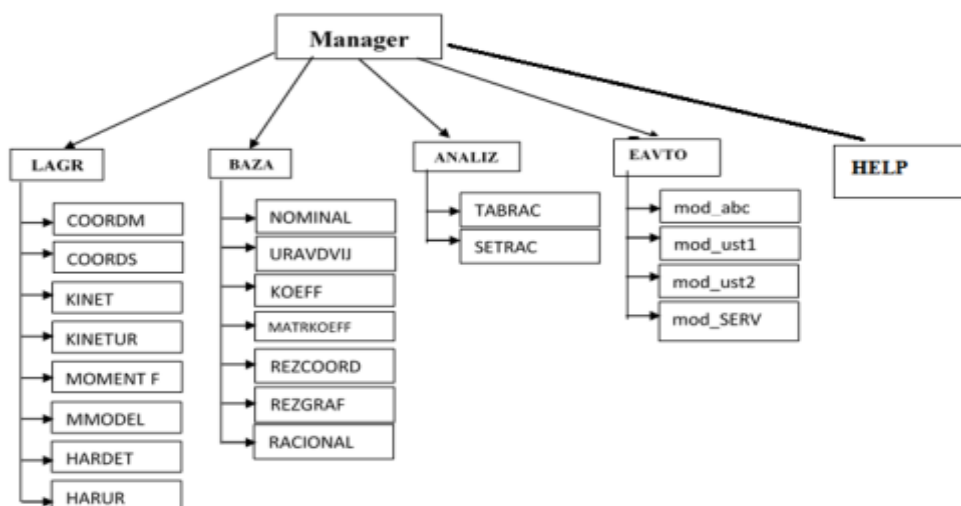 Manager
LAGR
BAZA
ANALIZ
EAVTO
HELP
COORDM
COORDS
KINET
KINETUR
MOMENT F
MMODEL
HARDET
HARUR
NOMINAL
URAVDVIJ
KOEFF
MATRKOEFF
REZCOORD
REZGRAF
RACIONAL
TABRAC
SETRAC
mod_abc
mod_ust1
mod_ust2
mod_SERV